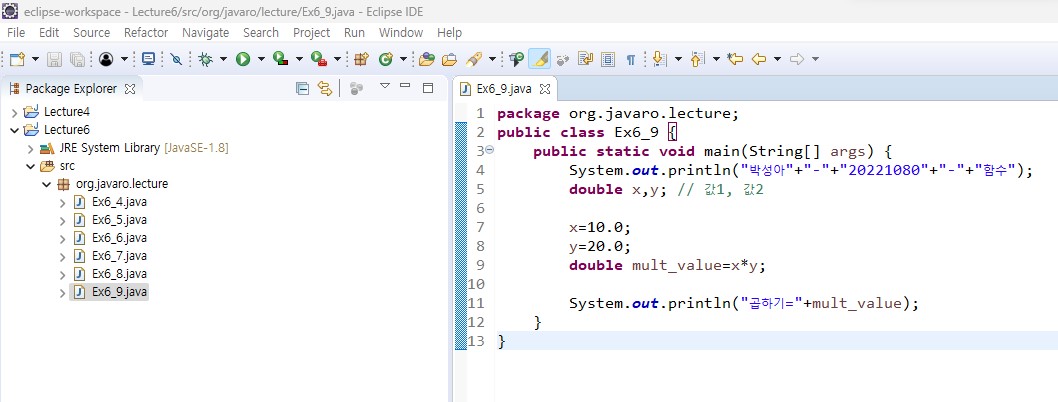 eclipse-workspace - Lecture6/src/org/javaro/lecture/Ex6_9.java - Eclipse IDE
File Edit Source Refactor Navigate Search Project Run Window Help
Package Explorer
Lecture4
Lecture6
JRE System Library [JavaSE-1.8]
src
org.javaro.lecture
Ex6_4.java
Ex6_5.java
Ex6_6.java
Ex6_7.java
Ex6_8.java
Ex6_9.java
Ex6_9.java
1 package org.javaro.lecture;
2 public class Ex6_9 {
3 public static void main(String[] args) {
4 System.out.println("박성아"+"-"+"20221080"+"-"+"함수");
5 double x,y; // 값1, 값2
6
7 x=10.0;
8 y=20.0;
9 double mult_value=x*y;
10
11 System.out.println("곱하기="+mult_value);
12 }
13 }